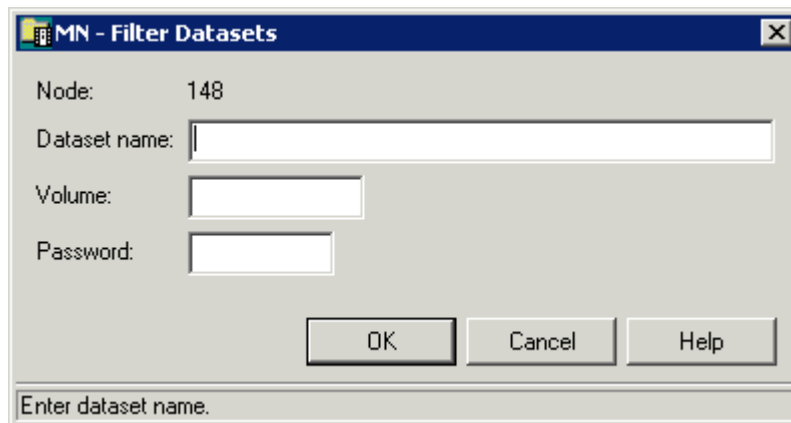 MN - Filter Datasets
Node: 148
Dataset name:
Volume:
Password:
OK Cancel Help
Enter dataset name.